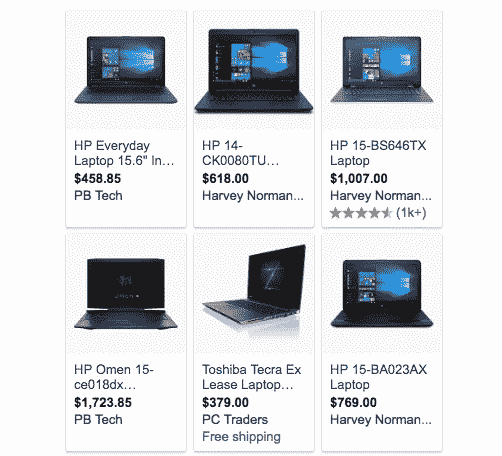 HP Everyday
Laptop 15.6" In...
$458.85
PB Tech
HP 14-
CK0080TU...
$618.00
Harvey Norman...
HP 15-BS646TX
Laptop
$1,007.00
Harvey Norman...
(1k+)
HP Omen 15-
ce018dx...
$1,723.85
PB Tech
Toshiba Tecra Ex
Lease Laptop...
$379.00
PC Traders
Free shipping
HP 15-BA023AX
Laptop
$769.00
Harvey Norman...